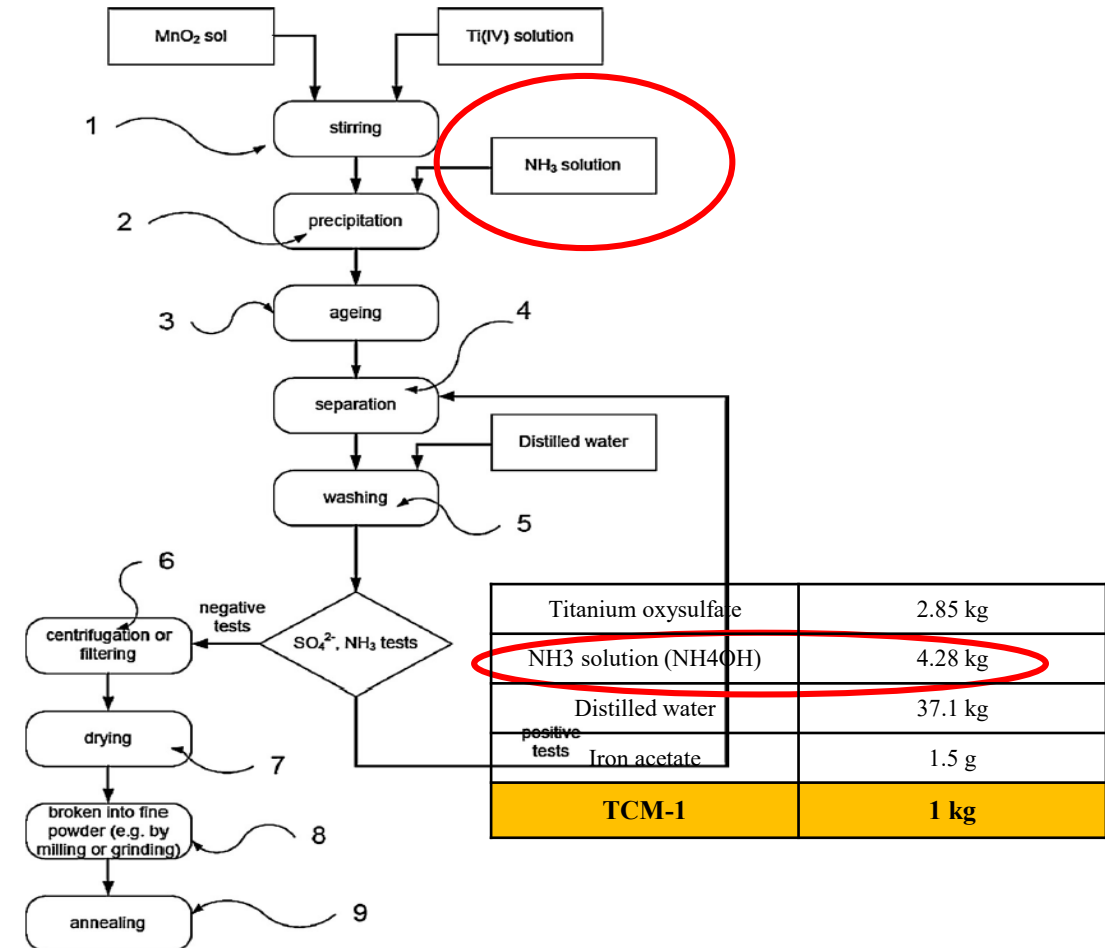 MnO₂ sol
Ti(IV) solution
1
stirring
NH₃ solution
2
precipitation
3
ageing
4
separation
Distilled water
washing
5
6
negative
tests
centrifugation or
filtering
SO₄²⁻, NH₃ tests
positive
tests
drying
7
broken into fine
powder (e.g. by
milling or grinding)
8
annealing
9
Titanium oxysulfate 2.85 kg
NH3 solution (NH4OH) 4.28 kg
Distilled water 37.1 kg
Iron acetate 1.5 g
TCM-1 1 kg